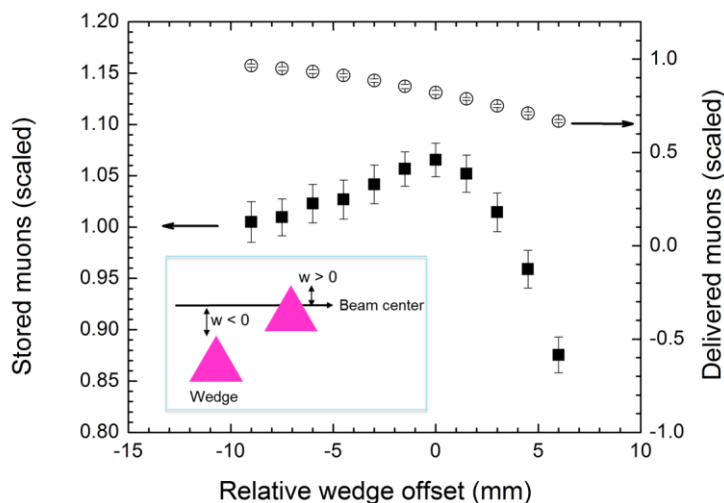 Stored muons (scaled)
1.20
1.15
1.10
1.05
1.00
0.95
0.90
0.85
0.80
w > 0
Beam center
w < 0
Wedge
-15
-10
-5
0
5
10
Relative wedge offset (mm)
1.0
0.5
0.0
-0.5
-1.0
Delivered muons (scaled)